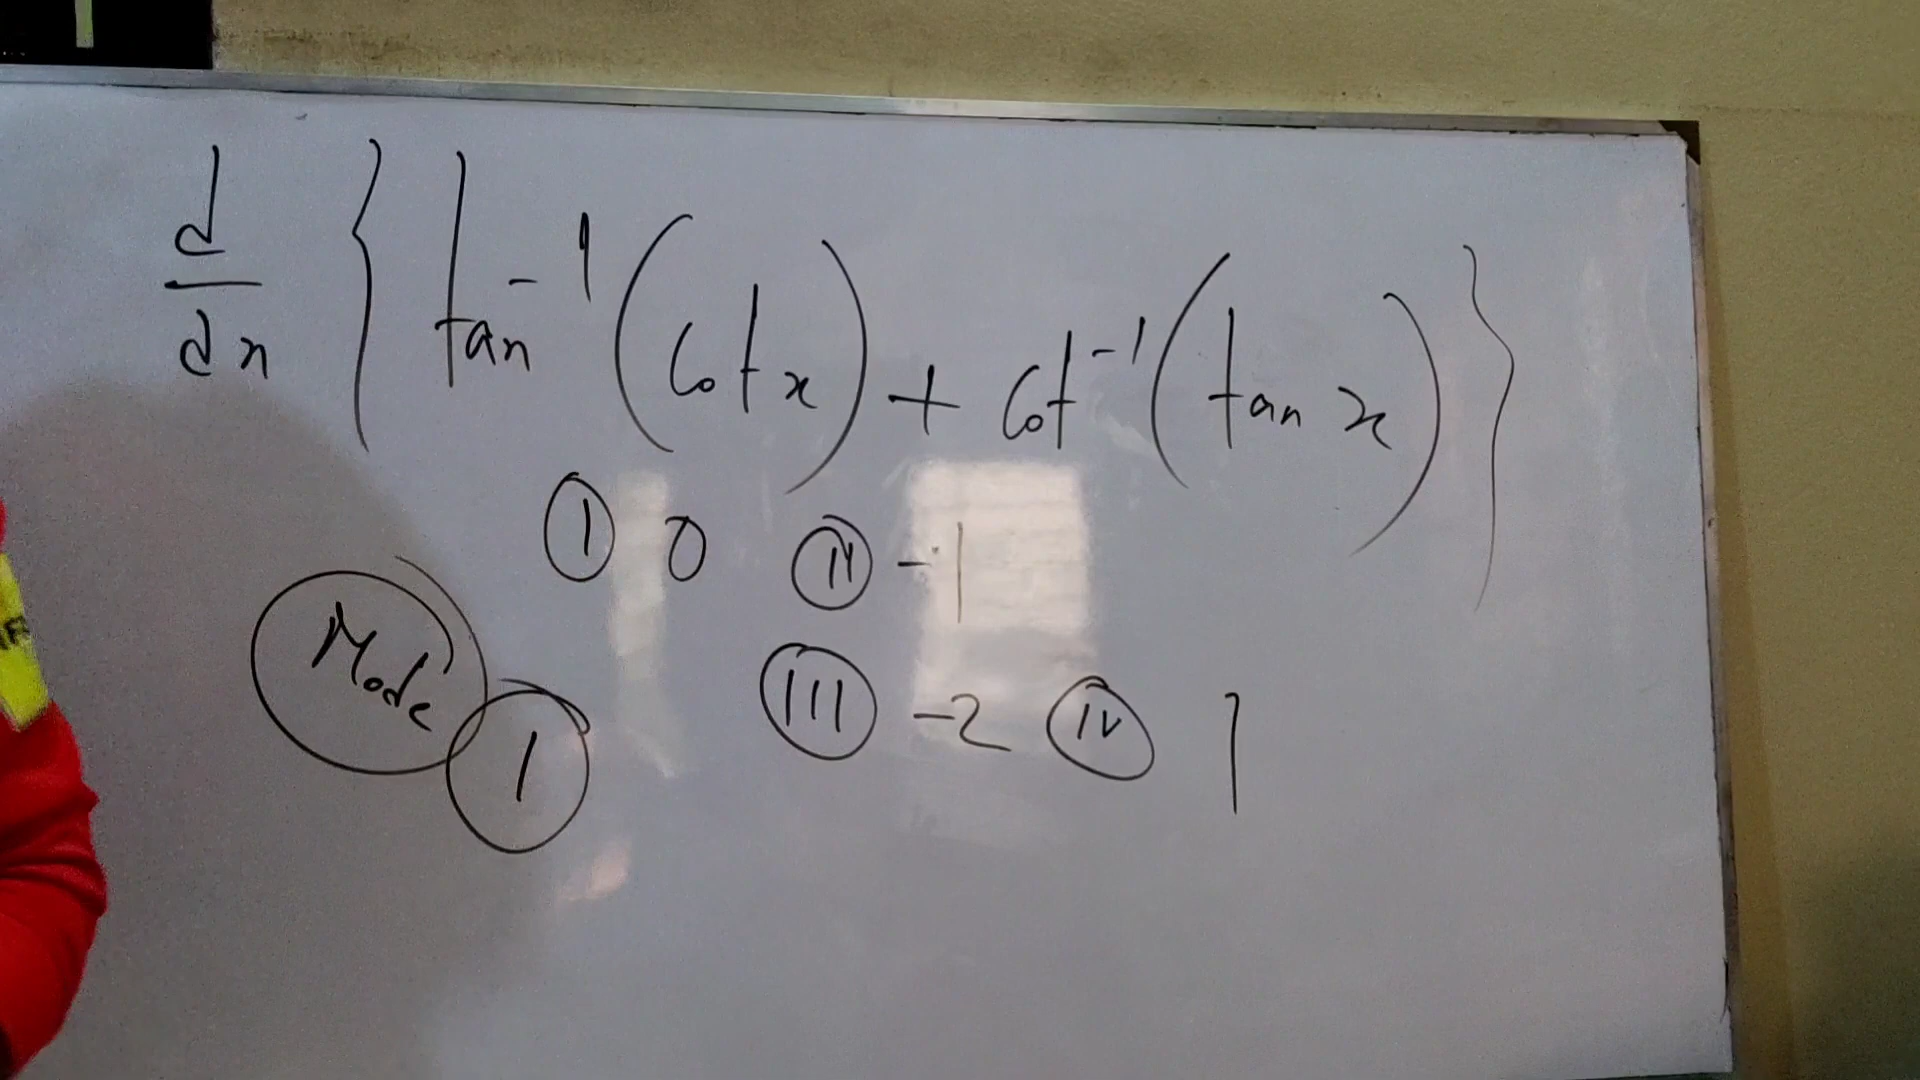 d/dx { tan⁻¹ (Cot x) + Cot⁻¹ (tan x) }
(I) 0 (II) -1
Mode 1 (III) -2 (IV) 1